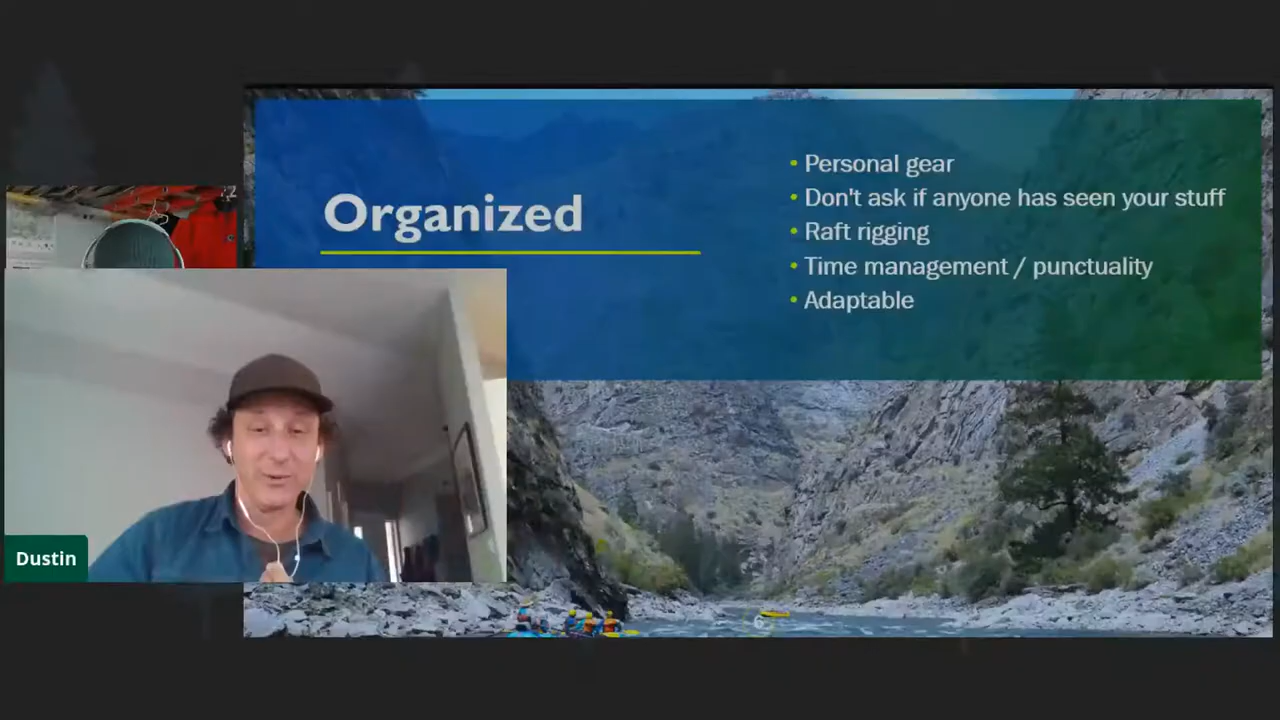 Organized
• Personal gear
• Don't ask if anyone has seen your stuff
• Raft rigging
• Time management / punctuality
• Adaptable
Dustin